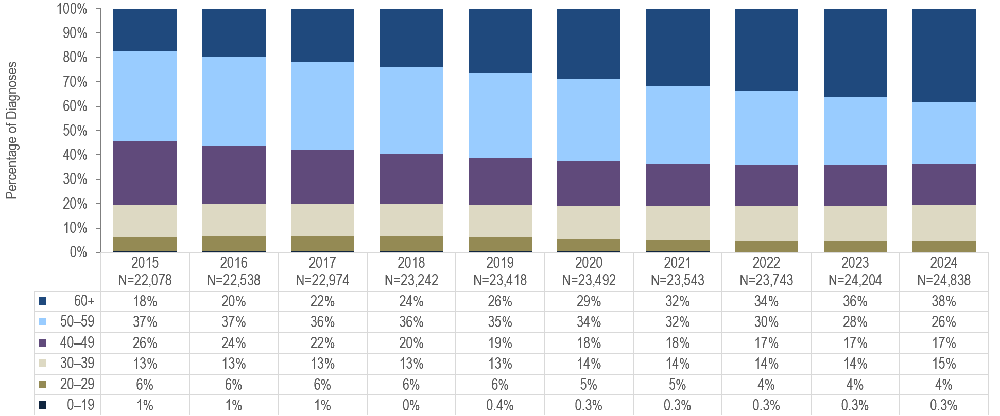 Percentage of Diagnoses
100%
90%
80%
70%
60%
50%
40%
30%
20%
10%
0%
2015 2016 2017 2018 2019 2020 2021 2022 2023 2024
N=22,078 N=22,538 N=22,974 N=23,242 N=23,418 N=23,492 N=23,543 N=23,743 N=24,204 N=24,838
60+ 18% 20% 22% 24% 26% 29% 32% 34% 36% 38%
50–59 37% 37% 36% 36% 35% 34% 32% 30% 28% 26%
40–49 26% 24% 22% 20% 19% 18% 18% 17% 17% 17%
30–39 13% 13% 13% 13% 13% 14% 14% 14% 14% 15%
20–29 6% 6% 6% 6% 6% 5% 5% 4% 4% 4%
0–19 1% 1% 1% 0% 0.4% 0.3% 0.3% 0.3% 0.3% 0.3%